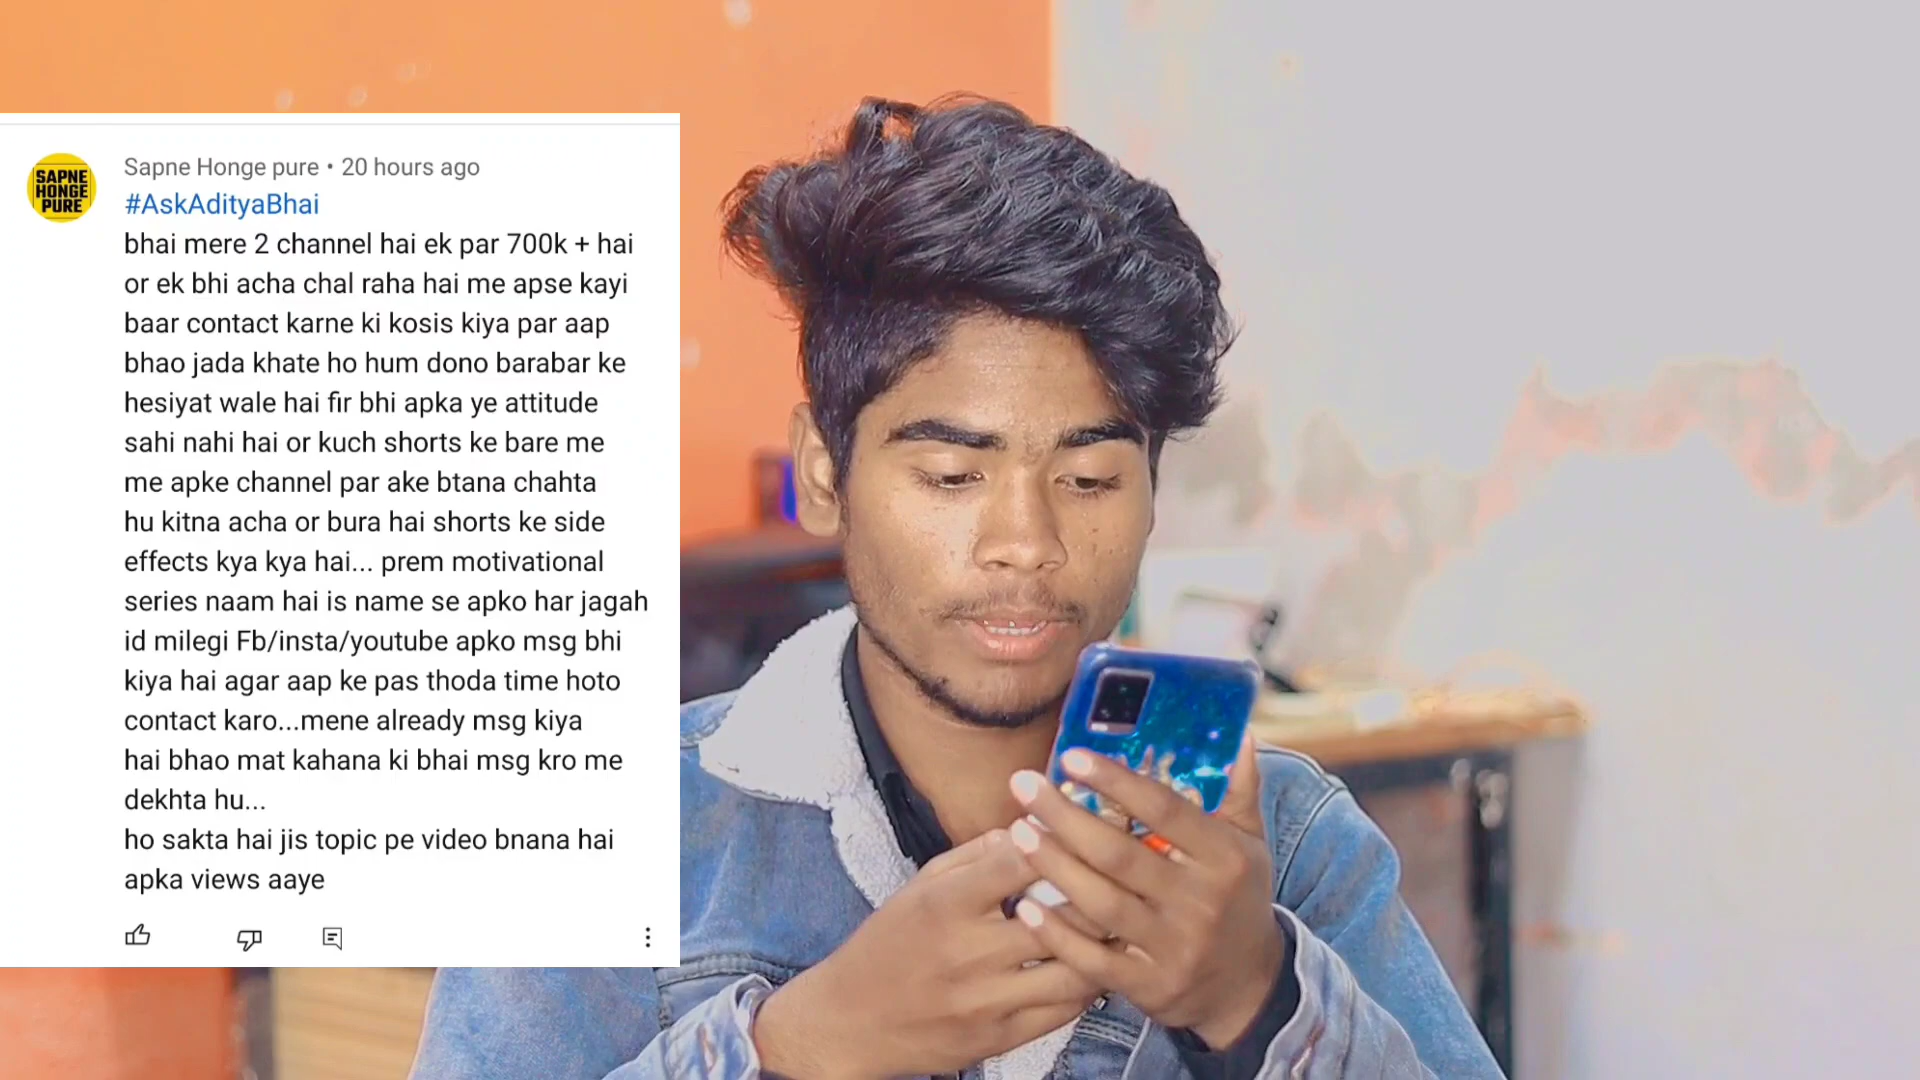 SAPNE
HONGE
PURE
Sapne Honge pure • 20 hours ago
#AskAdityaBhai
bhai mere 2 channel hai ek par 700k + hai
or ek bhi acha chal raha hai me apse kayi
baar contact karne ki kosis kiya par aap
bhao jada khate ho hum dono barabar ke
hesiyat wale hai fir bhi apka ye attitude
sahi nahi hai or kuch shorts ke bare me
me apke channel par ake btana chahta
hu kitna acha or bura hai shorts ke side
effects kya kya hai... prem motivational
series naam hai is name se apko har jagah
id milegi Fb/insta/youtube apko msg bhi
kiya hai agar aap ke pas thoda time hoto
contact karo...mene already msg kiya
hai bhao mat kahana ki bhai msg kro me
dekhta hu...
ho sakta hai jis topic pe video bnana hai
apka views aaye